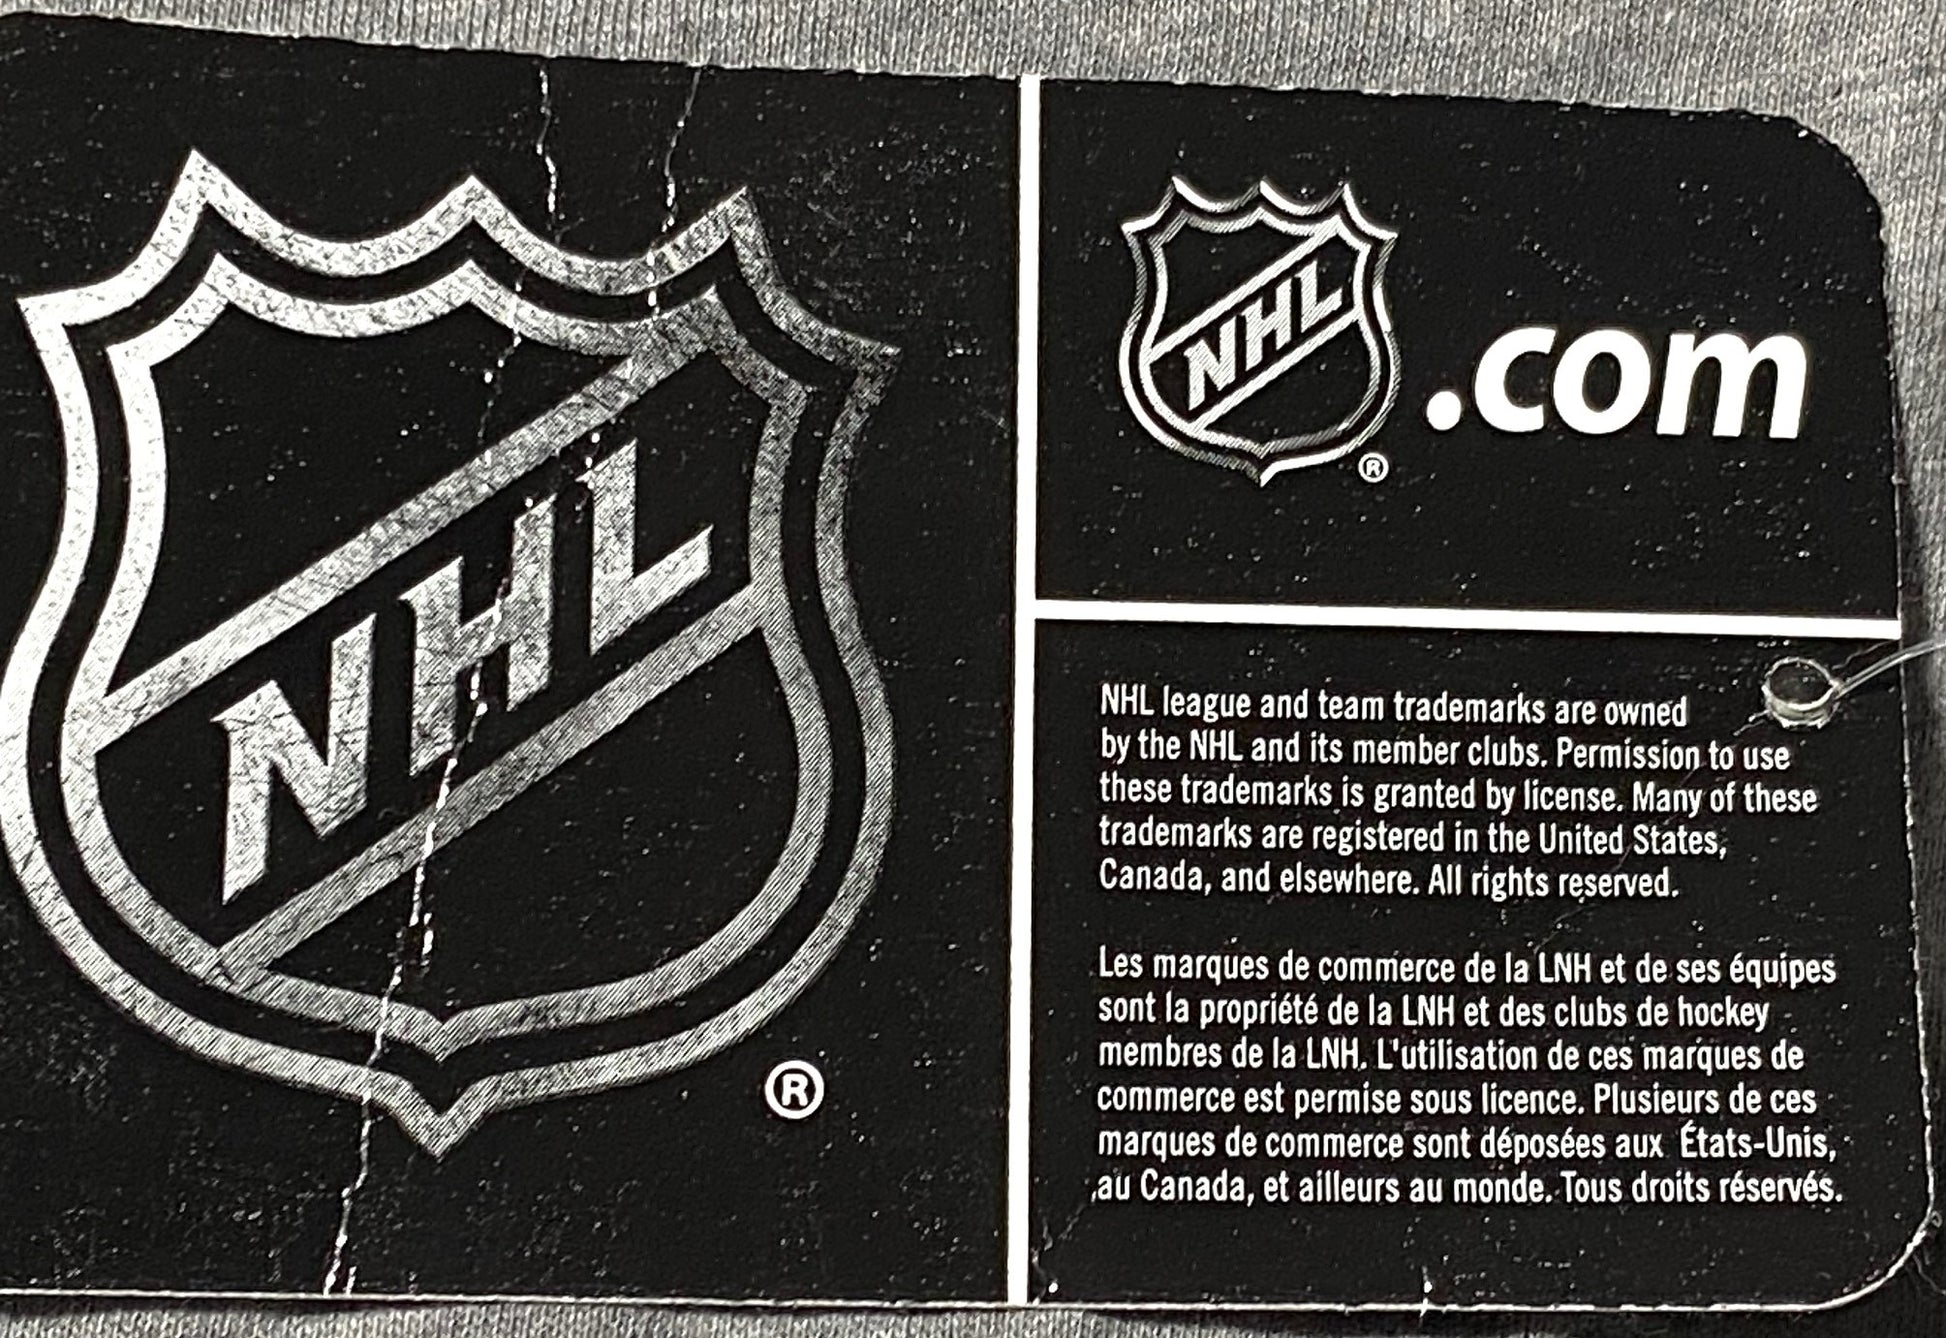 NHL
®
NHL .com
®
NHL league and team trademarks are owned
by the NHL and its member clubs. Permission to use
these trademarks is granted by license. Many of these
trademarks are registered in the United States,
Canada, and elsewhere. All rights reserved.
Les marques de commerce de la LNH et de ses équipes
sont la propriété de la LNH et des clubs de hockey
membres de la LNH. L'utilisation de ces marques de
commerce est permise sous licence. Plusieurs de ces
marques de commerce sont déposées aux États-Unis,
au Canada, et ailleurs au monde. Tous droits réservés.